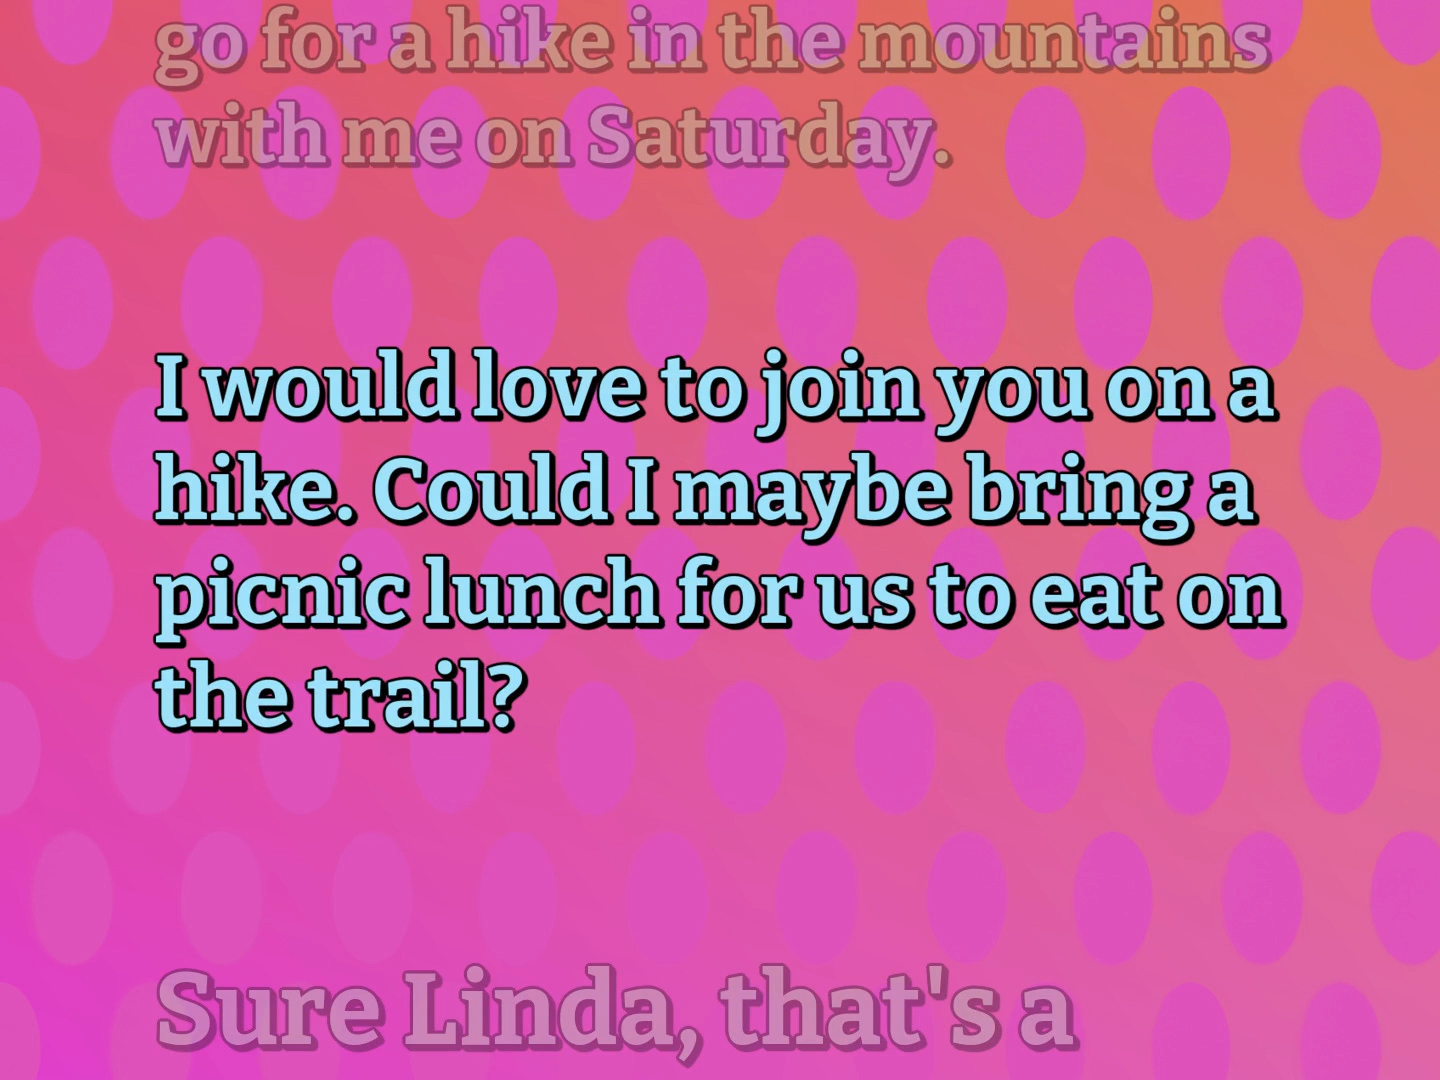 go for a hike in the mountains
with me on Saturday.
I would love to join you on a
hike. Could I maybe bring a
picnic lunch for us to eat on
the trail?
Sure Linda, that's a